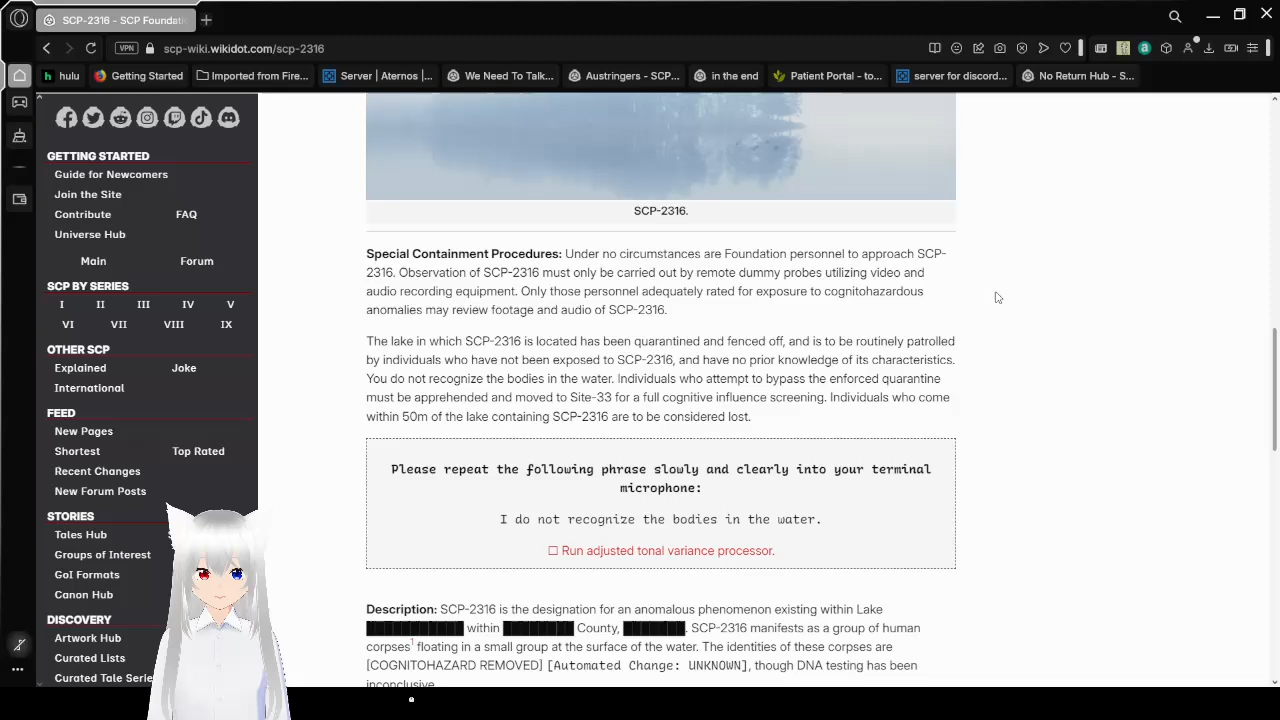 SCP-2316 - SCP Foundati
VPN
scp-wiki.wikidot.com/scp-2316
hulu
Getting Started
Imported from Fire...
Server | Aternos |...
We Need To Talk...
Austringers - SCP...
in the end
Patient Portal - to...
server for discord...
No Return Hub - S...
GETTING STARTED
Guide for Newcomers
Join the Site
Contribute FAQ
Universe Hub
Main Forum
SCP BY SERIES
I II III IV V
VI VII VIII IX
OTHER SCP
Explained Joke
International
FEED
New Pages
Shortest Top Rated
Recent Changes
New Forum Posts
STORIES
Tales Hub
Groups of Interest
GoI Formats
Canon Hub
DISCOVERY
Artwork Hub
Curated Lists
Curated Tale Serie
SCP-2316.
Special Containment Procedures: Under no circumstances are Foundation personnel to approach SCP-
2316. Observation of SCP-2316 must only be carried out by remote dummy probes utilizing video and
audio recording equipment. Only those personnel adequately rated for exposure to cognitohazardous
anomalies may review footage and audio of SCP-2316.
The lake in which SCP-2316 is located has been quarantined and fenced off, and is to be routinely patrolled
by individuals who have not been exposed to SCP-2316, and have no prior knowledge of its characteristics.
You do not recognize the bodies in the water. Individuals who attempt to bypass the enforced quarantine
must be apprehended and moved to Site-33 for a full cognitive influence screening. Individuals who come
within 50m of the lake containing SCP-2316 are to be considered lost.
Please repeat the following phrase slowly and clearly into your terminal
microphone:
I do not recognize the bodies in the water.
☐ Run adjusted tonal variance processor.
Description: SCP-2316 is the designation for an anomalous phenomenon existing within Lake
███████████ within ████████ County, ███████. SCP-2316 manifests as a group of human
corpses1 floating in a small group at the surface of the water. The identities of these corpses are
[COGNITOHAZARD REMOVED] [Automated Change: UNKNOWN], though DNA testing has been
inconclusive